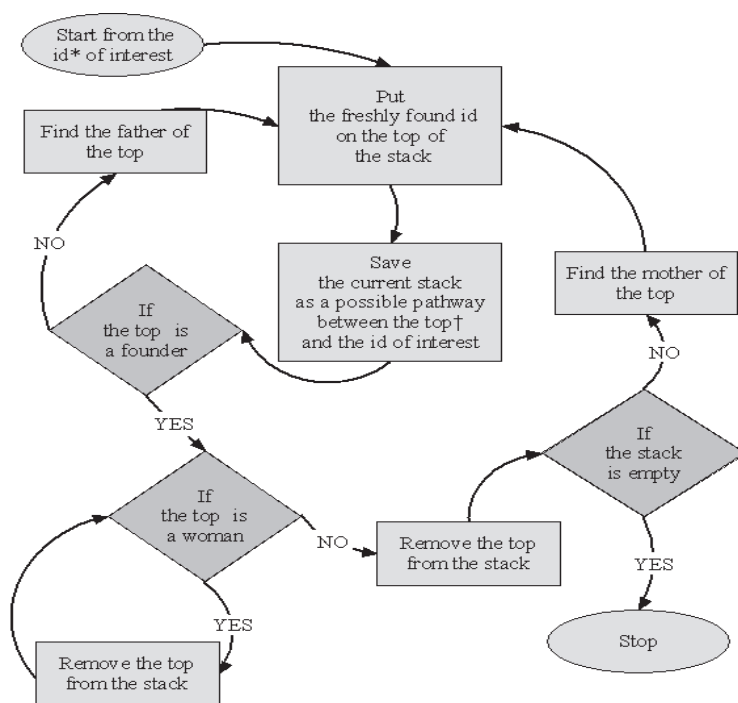 Start from the
id* of interest
Put
the freshly found id
on the top of
the stack
Find the father of
the top
NO
Save
the current stack
as a possible pathway
between the top†
and the id of interest
Find the mother of
the top
If
the top is
a founder
NO
YES
If
the stack
is empty
If
the top is
a woman
NO
Remove the top
from the stack
YES
YES
Remove the top
from the stack
Stop